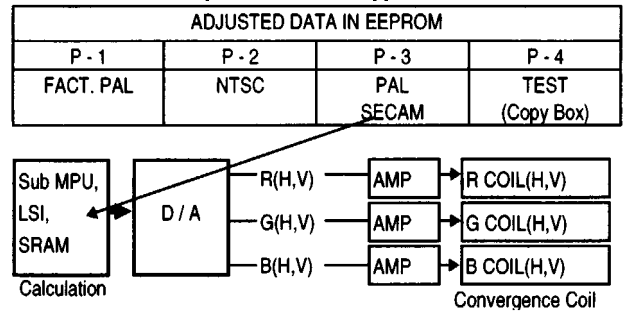 ADJUSTED DATA IN EEPROM
P - 1 P - 2 P - 3 P - 4
FACT. PAL NTSC PAL TEST
SECAM (Copy Box)
Sub MPU, R(H,V) AMP R COIL(H,V)
LSI, D / A G(H,V) AMP G COIL(H,V)
SRAM B(H,V) AMP B COIL(H,V)
Calculation Convergence Coil